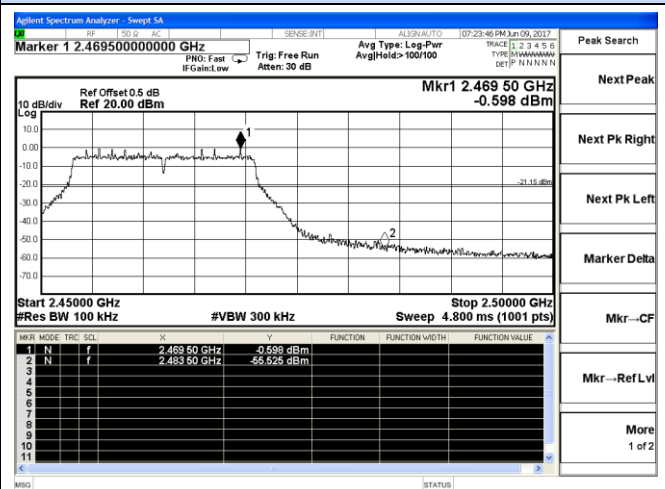 Agilent Spectrum Analyzer - Swept SA
RF 50 Ω AC SENSE:INT ALIGN AUTO 07:23:46 PM Jun 09, 2017
Marker 1 2.469500000000 GHz
PNO: Fast
IFGain:Low
Trig: Free Run
Atten: 30 dB
Avg Type: Log-Pwr
Avg|Hold:> 100/100
TRACE 1 2 3 4 5 6
TYPE MWWWWW
DET P N N N N N
Peak Search
Ref Offset 0.5 dB
Ref 20.00 dBm
10 dB/div
Log
Mkr1 2.469 50 GHz
-0.598 dBm
10.0
0.00
-10.0
-20.0
-30.0
-40.0
-50.0
-60.0
-70.0
1
2
-21.15 dBm
Start 2.45000 GHz
Stop 2.50000 GHz
#Res BW 100 kHz
#VBW 300 kHz
Sweep 4.800 ms (1001 pts)
MKR MODE TRC SCL X Y FUNCTION FUNCTION WIDTH FUNCTION VALUE
1 N f 2.469 50 GHz -0.598 dBm
2 N f 2.483 50 GHz -55.525 dBm
3
4
5
6
7
8
9
10
11
MSG
STATUS
Next Peak
Next Pk Right
Next Pk Left
Marker Delta
Mkr→CF
Mkr→Ref Lvl
More
1 of 2